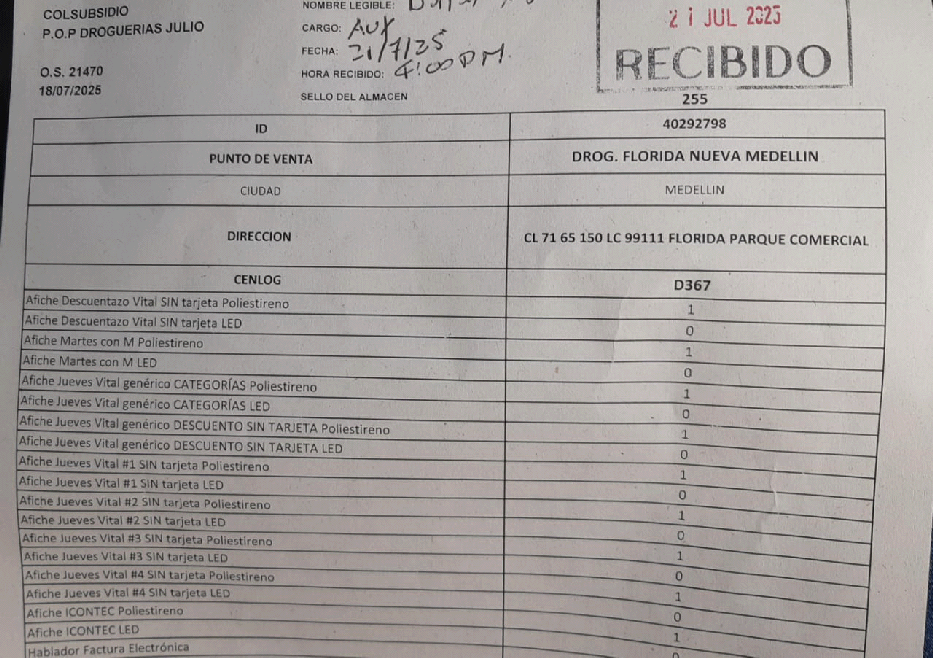 COLSUBSIDIO
P.O.P DROGUERIAS JULIO
O.S. 21470
18/07/2025
NOMBRE LEGIBLE:
CARGO: AUX
FECHA: 21/7/25
HORA RECIBIDO: 4:00 PM.
SELLO DEL ALMACEN
21 JUL 2025
RECIBIDO
255
ID 40292798
PUNTO DE VENTA DROG. FLORIDA NUEVA MEDELLIN
CIUDAD MEDELLIN
DIRECCION CL 71 65 150 LC 99111 FLORIDA PARQUE COMERCIAL
CENLOG D367
Afiche Descuentazo Vital SIN tarjeta Poliestireno 1
Afiche Descuentazo Vital SIN tarjeta LED 0
Afiche Martes con M Poliestireno 1
Afiche Martes con M LED 0
Afiche Jueves Vital genérico CATEGORÍAS Poliestireno 1
Afiche Jueves Vital genérico CATEGORÍAS LED 0
Afiche Jueves Vital genérico DESCUENTO SIN TARJETA Poliestireno 1
Afiche Jueves Vital genérico DESCUENTO SIN TARJETA LED 0
Afiche Jueves Vital #1 SIN tarjeta Poliestireno 1
Afiche Jueves Vital #1 SIN tarjeta LED 0
Afiche Jueves Vital #2 SIN tarjeta Poliestireno 1
Afiche Jueves Vital #2 SIN tarjeta LED 0
Afiche Jueves Vital #3 SIN tarjeta Poliestireno 1
Afiche Jueves Vital #3 SIN tarjeta LED 0
Afiche Jueves Vital #4 SIN tarjeta Poliestireno 1
Afiche Jueves Vital #4 SIN tarjeta LED 0
Afiche ICONTEC Poliestireno 1
Afiche ICONTEC LED 0
Hablador Factura Electrónica